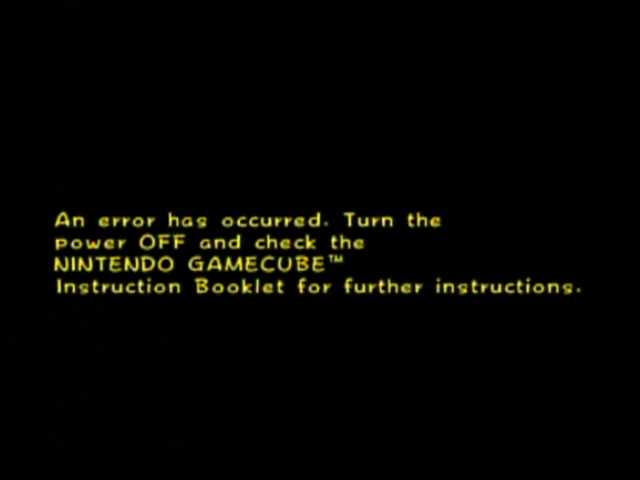 An error has occurred. Turn the
power OFF and check the
NINTENDO GAMECUBE™
Instruction Booklet for further instructions.